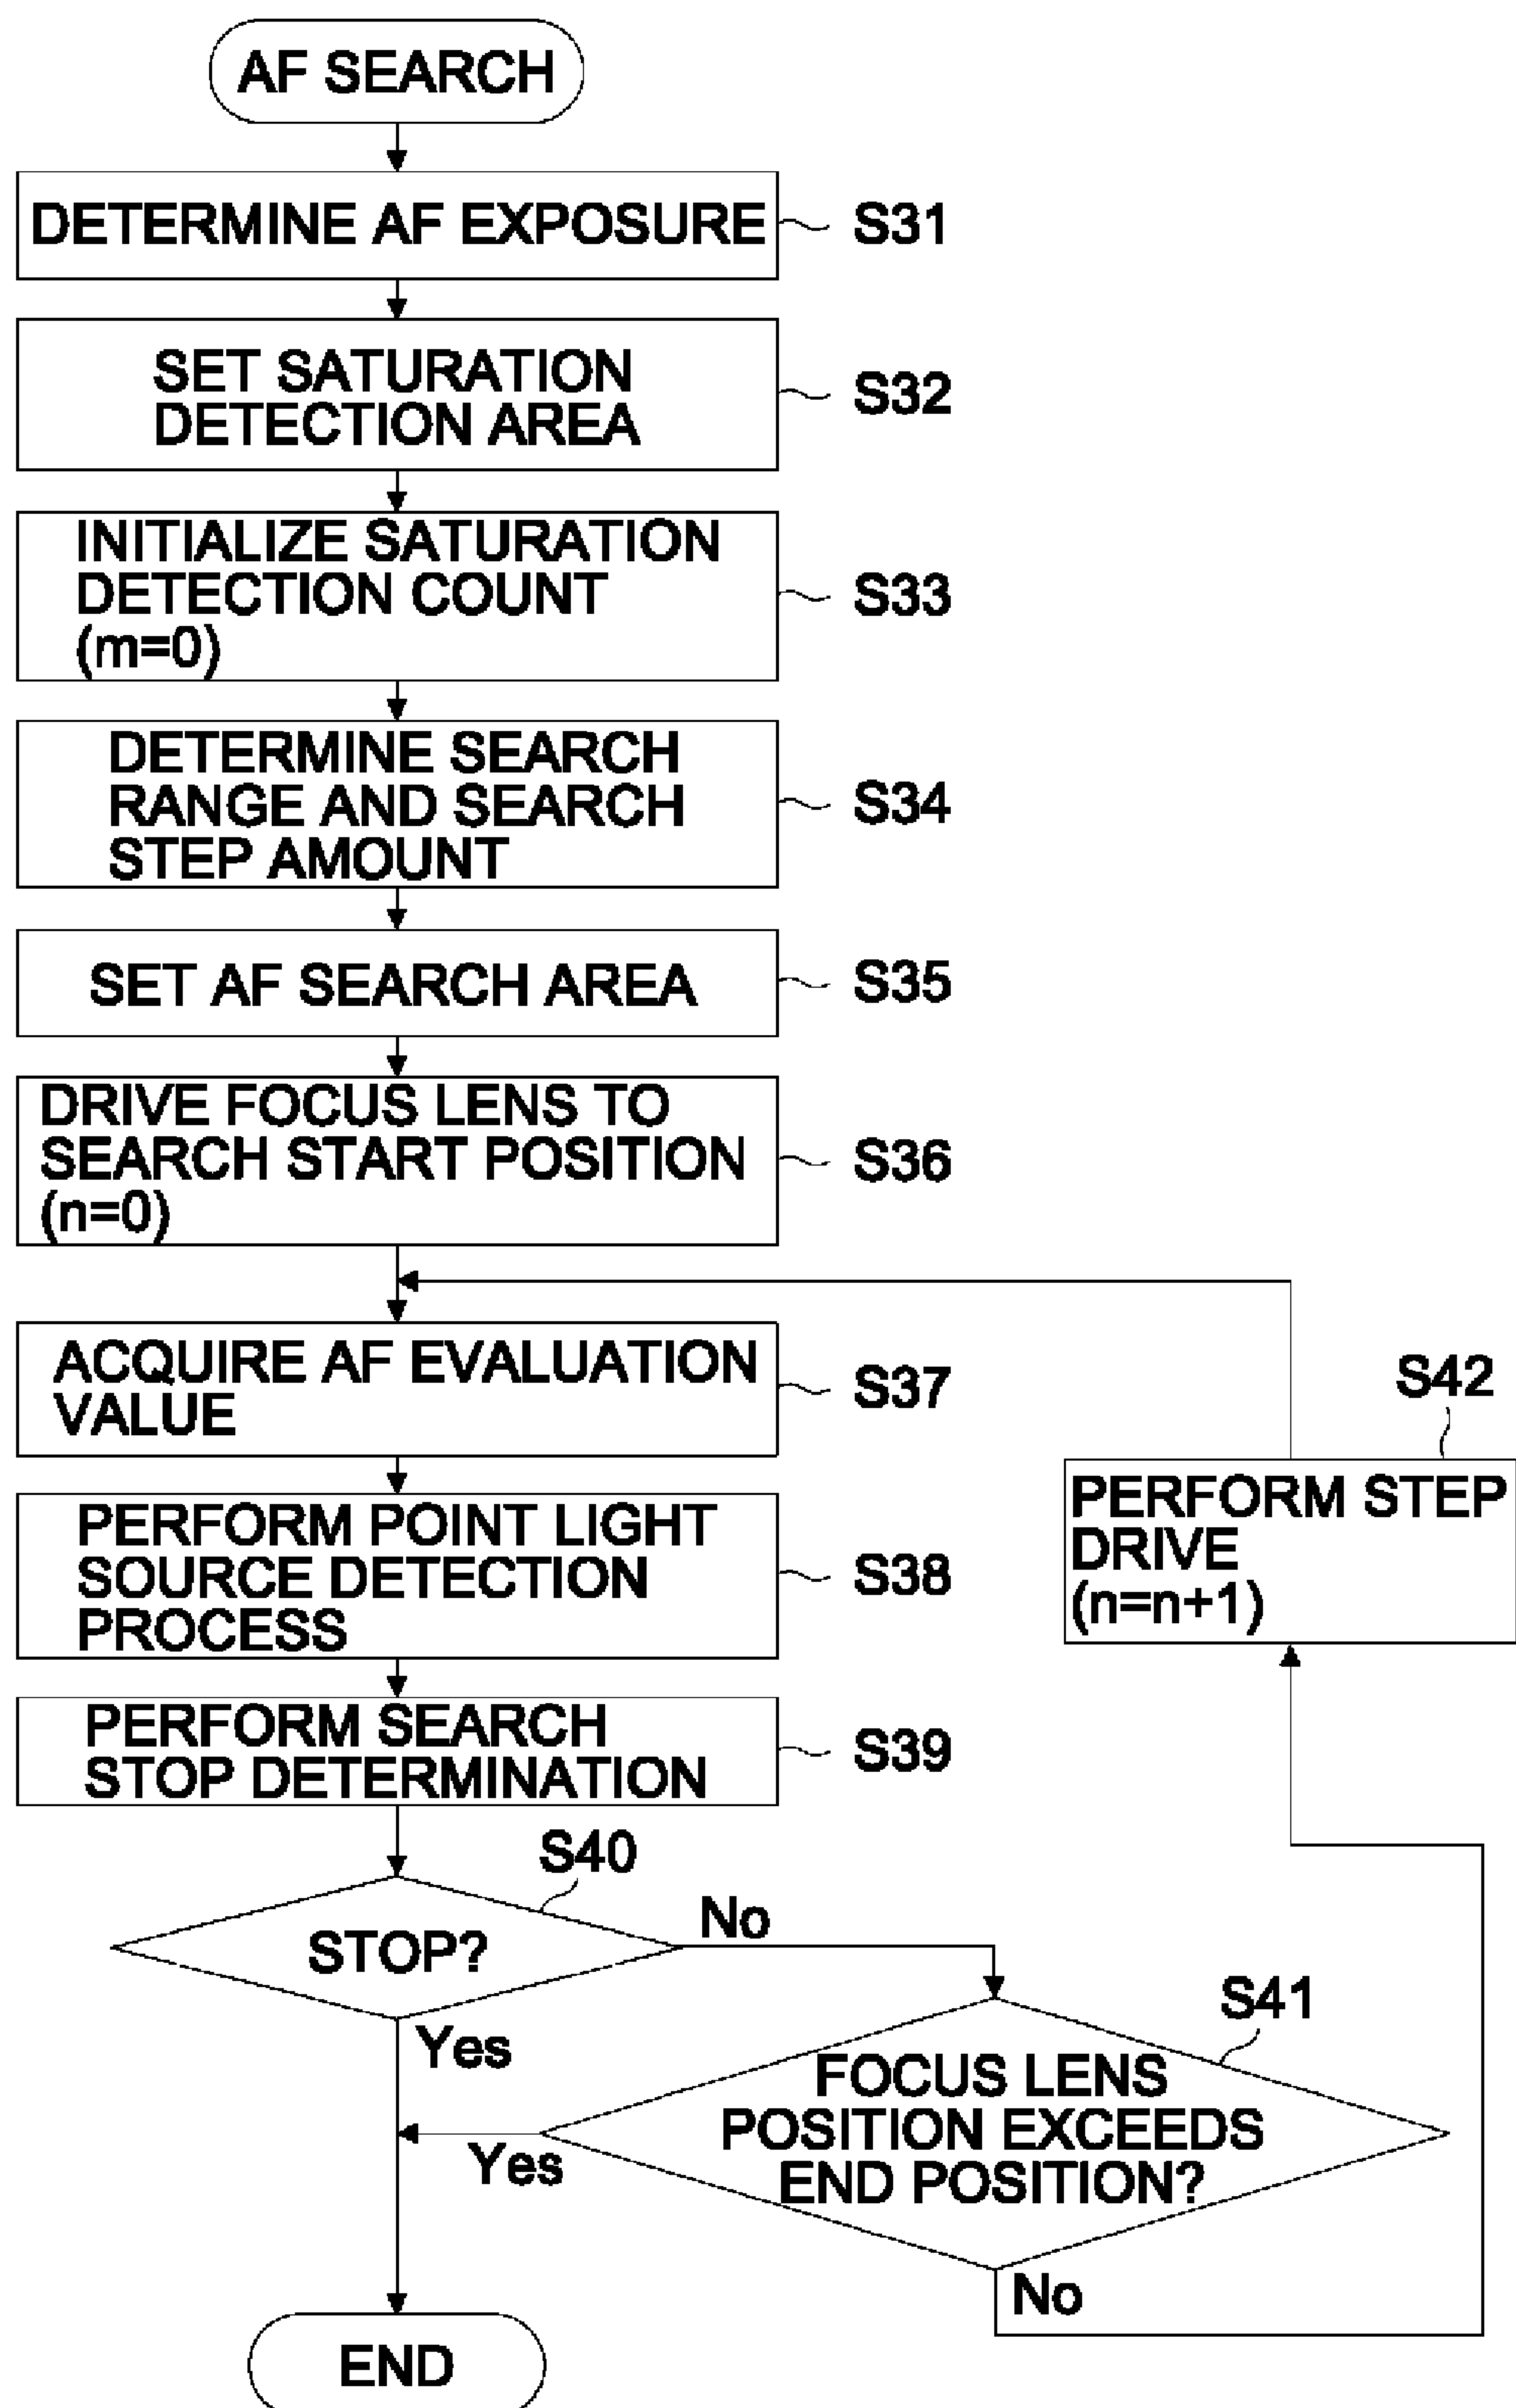 AF SEARCH
DETERMINE AF EXPOSURE
S31
SET SATURATION
DETECTION AREA
S32
INITIALIZE SATURATION
DETECTION COUNT
(m=0)
S33
DETERMINE SEARCH
RANGE AND SEARCH
STEP AMOUNT
S34
SET AF SEARCH AREA
S35
DRIVE FOCUS LENS TO
SEARCH START POSITION
(n=0)
S36
ACQUIRE AF EVALUATION
VALUE
S37
S42
PERFORM STEP
DRIVE
(n=n+1)
PERFORM POINT LIGHT
SOURCE DETECTION
PROCESS
S38
PERFORM SEARCH
STOP DETERMINATION
S39
S40
STOP?
No
Yes
S41
FOCUS LENS
POSITION EXCEEDS
END POSITION?
Yes
No
END